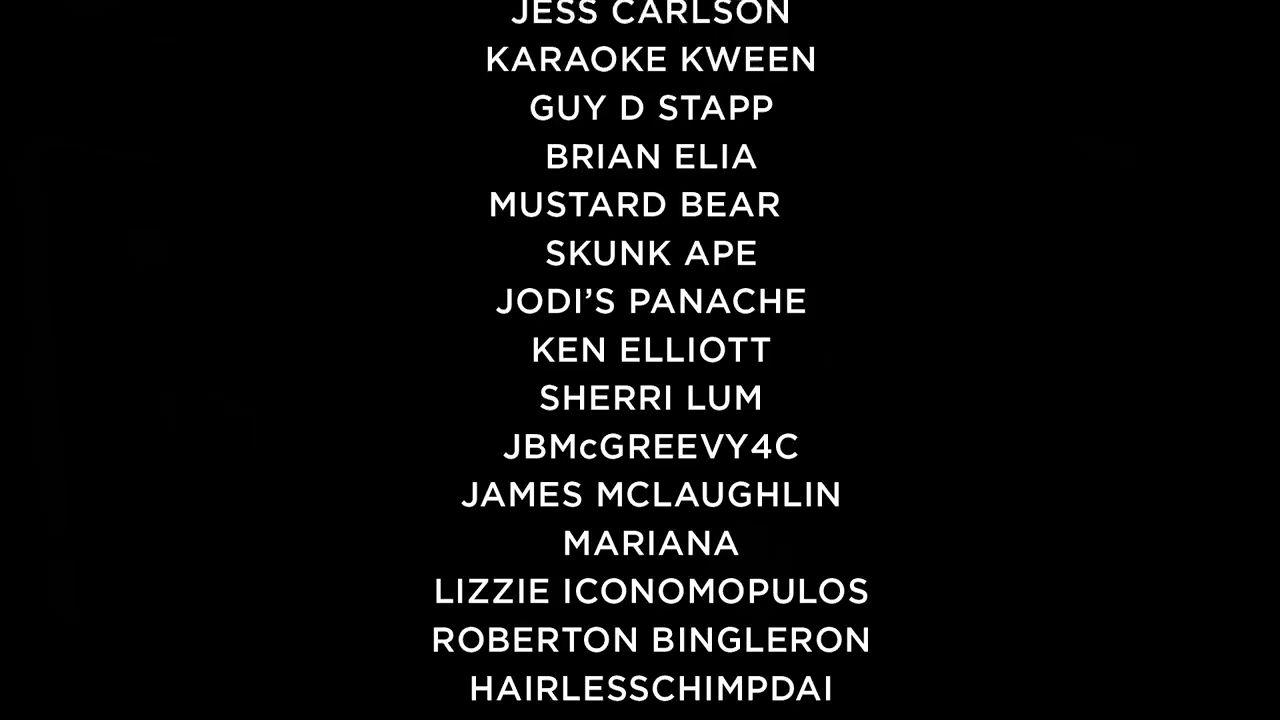 JESS CARLSON
KARAOKE KWEEN
GUY D STAPP
BRIAN ELIA
MUSTARD BEAR
SKUNK APE
JODI’S PANACHE
KEN ELLIOTT
SHERRI LUM
JBMcGREEVY4C
JAMES MCLAUGHLIN
MARIANA
LIZZIE ICONOMOPULOS
ROBERTON BINGLERON
HAIRLESSCHIMPDAI